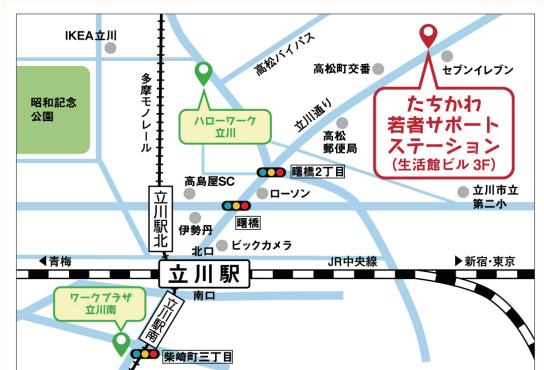 IKEA立川
高松バイパス
高松町交番
セブンイレブン
昭和記念
公園
多摩モノレール
ハローワーク
立川
立川通り
高松
郵便局
たちかわ
若者サポート
ステーション
(生活館ビル 3F)
曙橋2丁目
高島屋SC
ローソン
立川市立
第二小
曙橋
伊勢丹
立川駅北
北口
ビックカメラ
青梅
立川駅
JR中央線
新宿・東京
南口
ワークプラザ
立川南
立川駅南
柴崎町三丁目